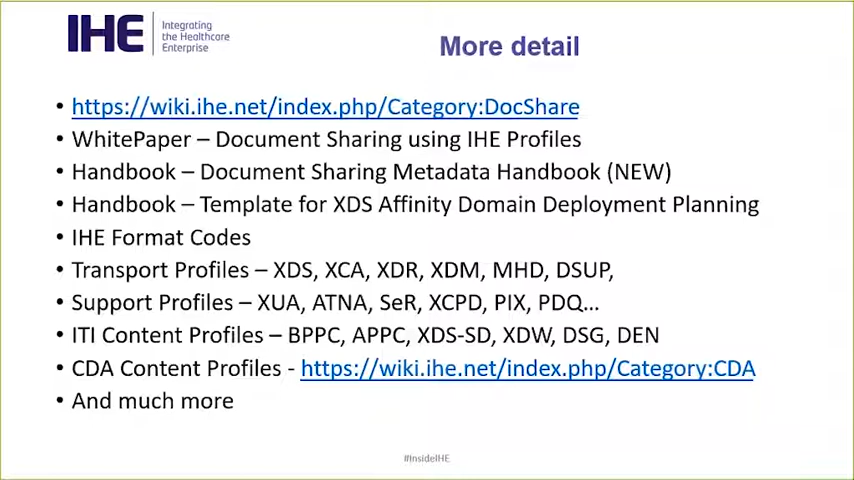 IHE
Integrating
the Healthcare
Enterprise
More detail
• https://wiki.ihe.net/index.php/Category:DocShare
• WhitePaper – Document Sharing using IHE Profiles
• Handbook – Document Sharing Metadata Handbook (NEW)
• Handbook – Template for XDS Affinity Domain Deployment Planning
• IHE Format Codes
• Transport Profiles – XDS, XCA, XDR, XDM, MHD, DSUP,
• Support Profiles – XUA, ATNA, SeR, XCPD, PIX, PDQ...
• ITI Content Profiles – BPPC, APPC, XDS-SD, XDW, DSG, DEN
• CDA Content Profiles - https://wiki.ihe.net/index.php/Category:CDA
• And much more
#InsideIHE